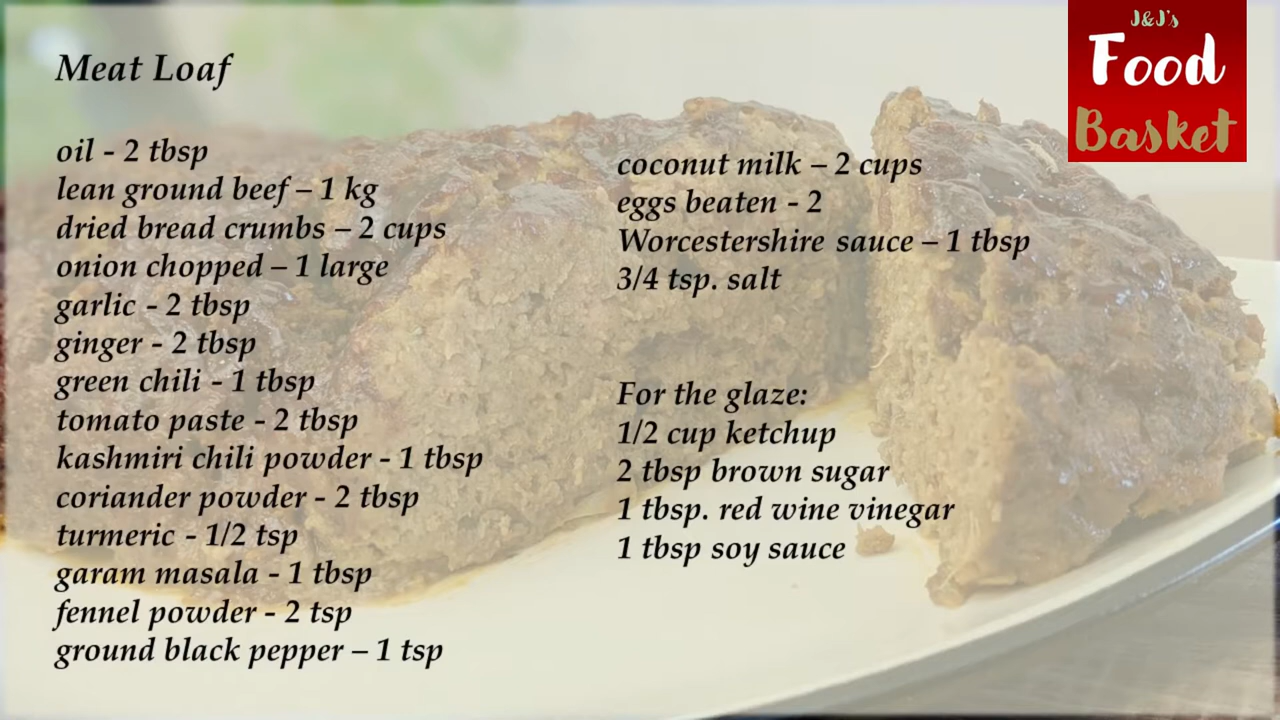 Meat Loaf
oil - 2 tbsp
lean ground beef – 1 kg
dried bread crumbs – 2 cups
onion chopped – 1 large
garlic - 2 tbsp
ginger - 2 tbsp
green chili - 1 tbsp
tomato paste - 2 tbsp
kashmiri chili powder - 1 tbsp
coriander powder - 2 tbsp
turmeric - 1/2 tsp
garam masala - 1 tbsp
fennel powder - 2 tsp
ground black pepper – 1 tsp
coconut milk – 2 cups
eggs beaten - 2
Worcestershire sauce – 1 tbsp
3/4 tsp. salt
For the glaze:
1/2 cup ketchup
2 tbsp brown sugar
1 tbsp. red wine vinegar
1 tbsp soy sauce
J&J's
Food
Basket